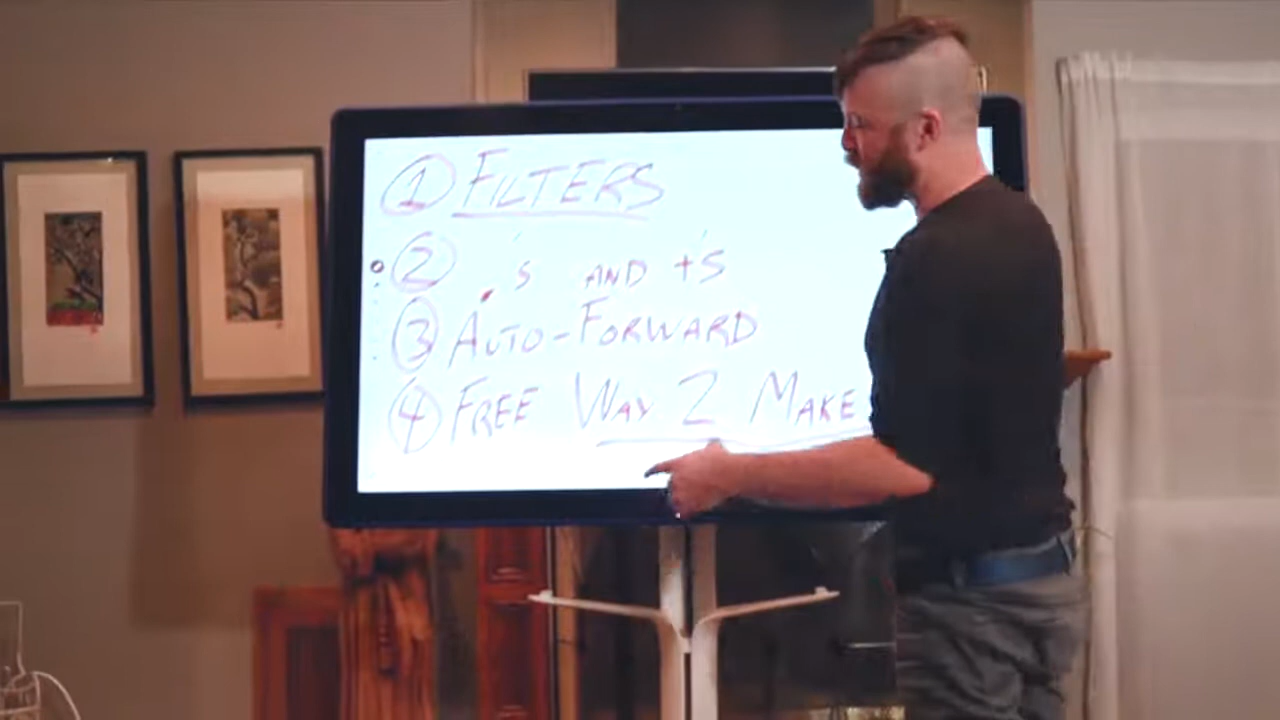 ① FILTERS
② .'s AND +'s
③ AUTO-FORWARD
④ FREE WAY 2 MAKE